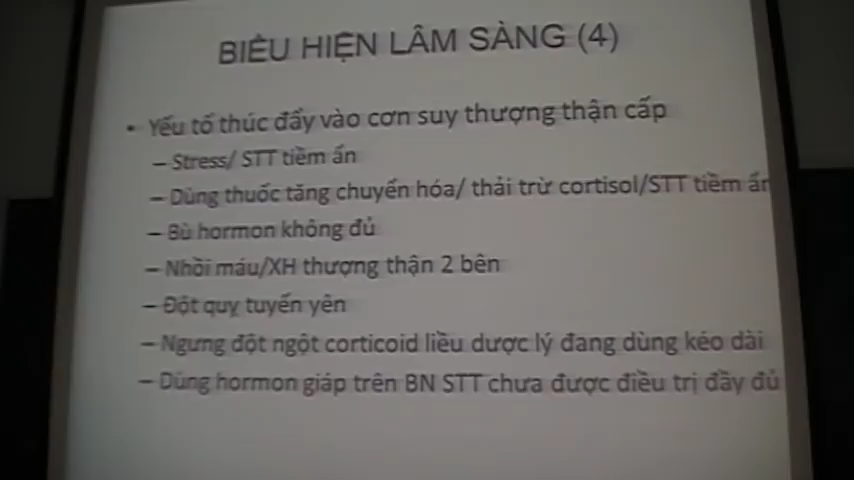 BIỂU HIỆN LÂM SÀNG (4)
• Yếu tố thúc đẩy vào cơn suy thượng thận cấp
– Stress/ STT tiềm ẩn
– Dùng thuốc tăng chuyển hóa/ thải trừ cortisol/STT tiềm ẩn
– Bù hormon không đủ
– Nhồi máu/XH thượng thận 2 bên
– Đột quỵ tuyến yên
– Ngưng đột ngột corticoid liều dược lý đang dùng kéo dài
– Dùng hormon giáp trên BN STT chưa được điều trị đầy đủ